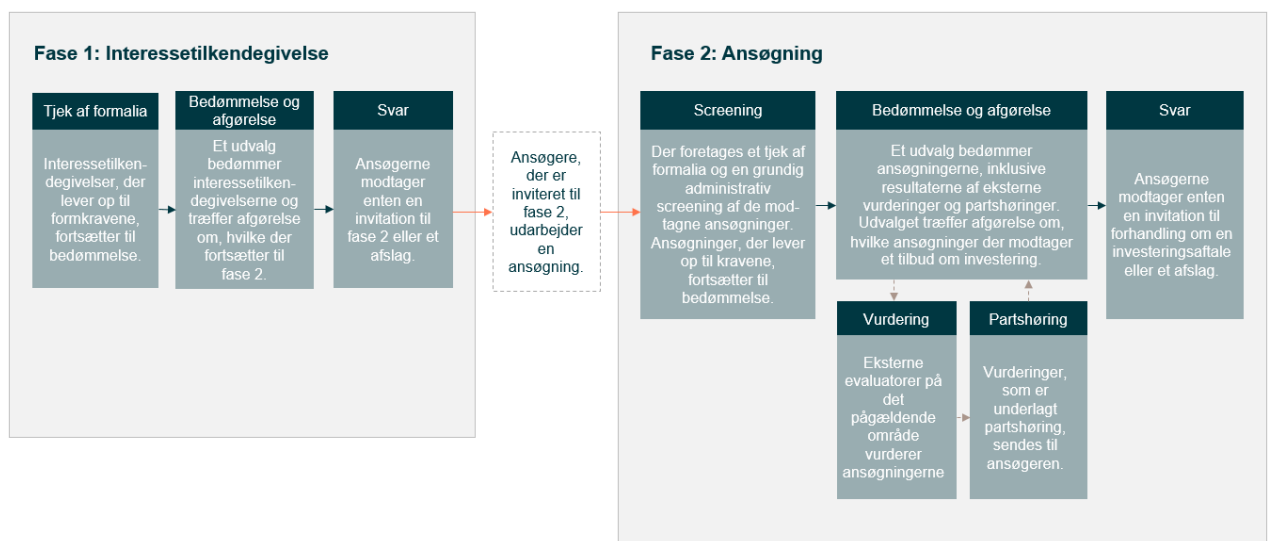 Fase 1: Interessetilkendegivelse
Tjek af formalia
Interessetilken-
degivelser, der
lever op til
formkravene,
fortsætter til
bedømmelse.
Bedømmelse og
afgørelse
Et udvalg
bedømmer
interessetilken-
degivelserne og
træffer afgørelse
om, hvilke der
fortsætter til
fase 2.
Svar
Ansøgerne
modtager
enten en
invitation til
fase 2 eller et
afslag.
Ansøgere,
der er
inviteret til
fase 2,
udarbejder
en
ansøgning.
Fase 2: Ansøgning
Screening
Der foretages et tjek af
formalia og en grundig
administrativ
screening af de mod-
tagne ansøgninger.
Ansøgninger, der lever
op til kravene,
fortsætter til
bedømmelse.
Bedømmelse og afgørelse
Et udvalg bedømmer
ansøgningerne, inklusive
resultaterne af eksterne
vurderinger og partshøringer.
Udvalget træffer afgørelse om,
hvilke ansøgninger der modtager
et tilbud om investering.
Vurdering
Eksterne
evaluatorer på
det
pågældende
område
vurderer
ansøgningerne
Partshøring
Vurderinger,
som er
underlagt
partshøring,
sendes til
ansøgeren.
Svar
Ansøgerne
modtager enten
en invitation til
forhandling om en
investeringsaftale
eller et afslag.